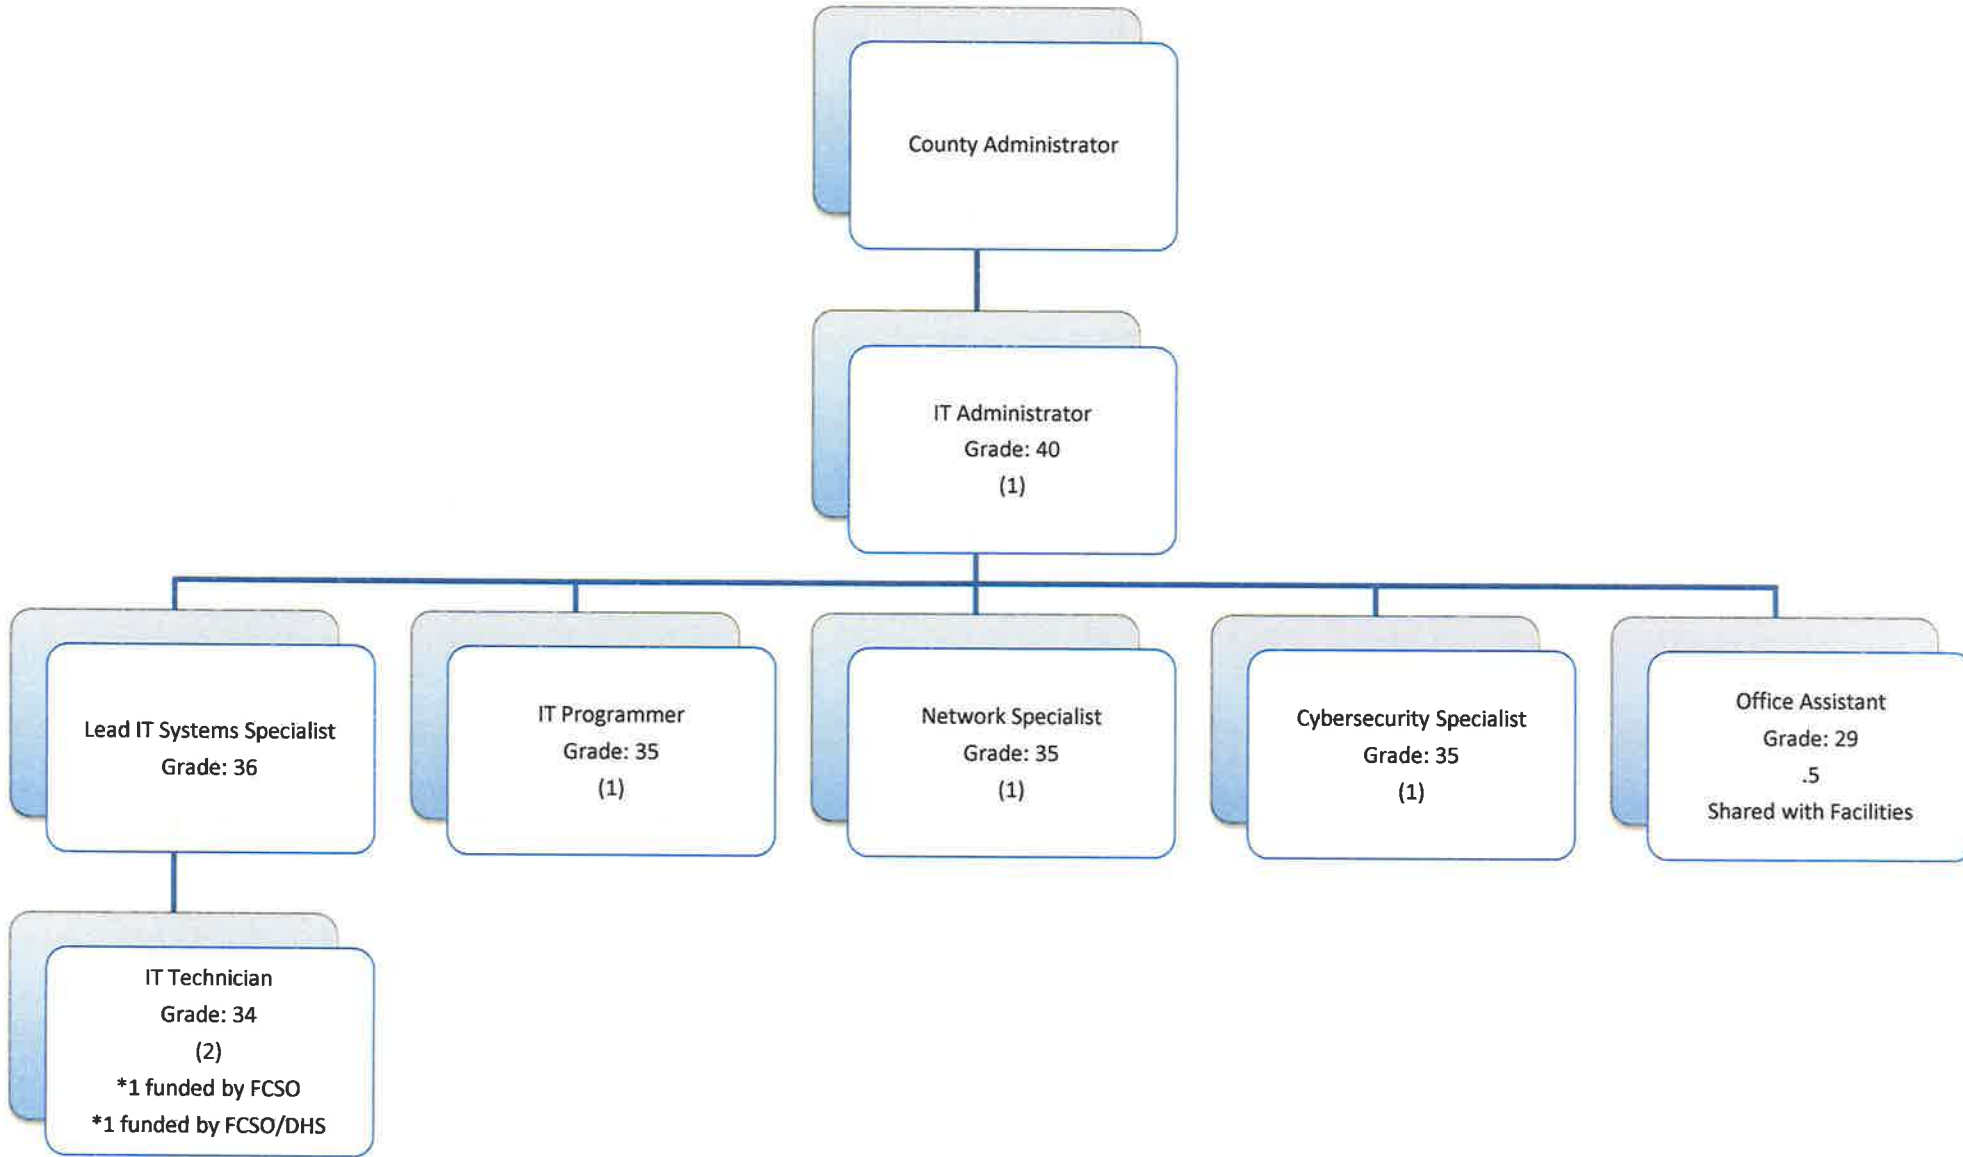 County Administrator
IT Administrator
Grade: 40
(1)
Lead IT Systems Specialist
Grade: 36
IT Programmer
Grade: 35
(1)
Network Specialist
Grade: 35
(1)
Cybersecurity Specialist
Grade: 35
(1)
Office Assistant
Grade: 29
.5
Shared with Facilities
IT Technician
Grade: 34
(2)
*1 funded by FCSO
*1 funded by FCSO/DHS